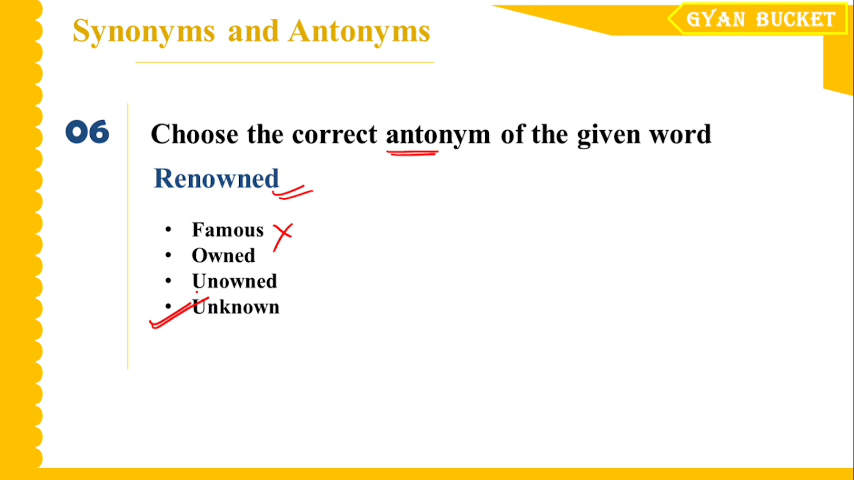 Synonyms and Antonyms
GYAN BUCKET
06
Choose the correct antonym of the given word
Renowned
• Famous
• Owned
• Unowned
• Unknown